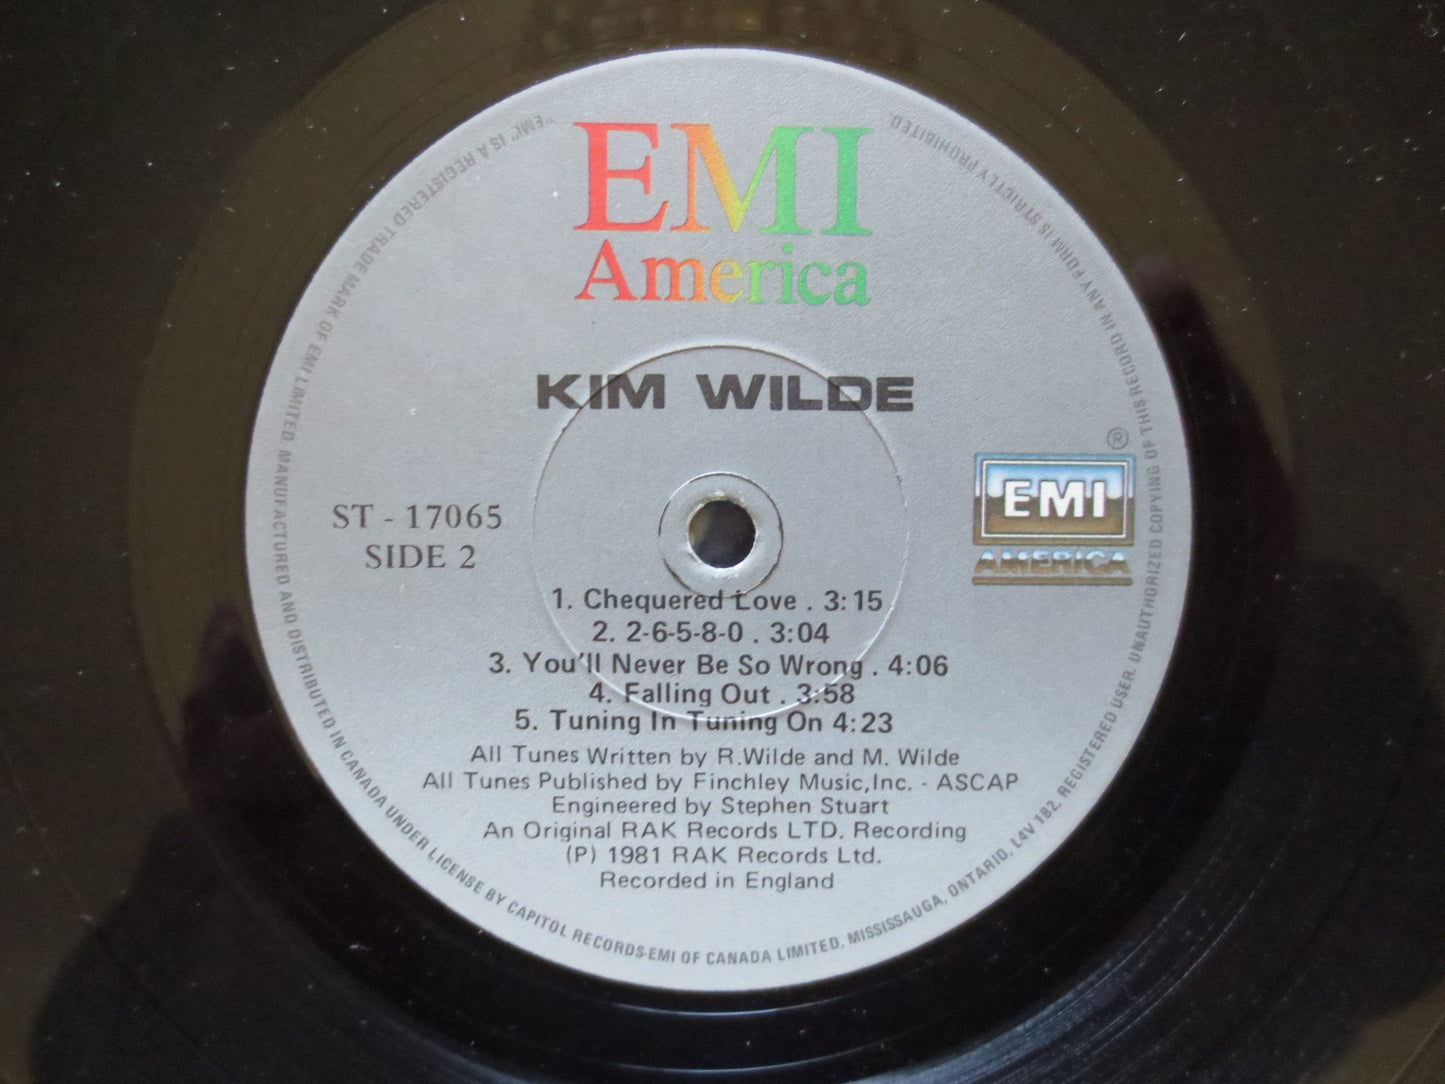 EMI
America
KIM WILDE
ST - 17065
SIDE 2
®
EMI
AMERICA
1. Chequered Love . 3:15
2. 2-6-5-8-0 . 3:04
3. You'll Never Be So Wrong . 4:06
4. Falling Out . 3:58
5. Tuning In Tuning On 4:23
All Tunes Written by R.Wilde and M. Wilde
All Tunes Published by Finchley Music,Inc. - ASCAP
Engineered by Stephen Stuart
An Original RAK Records LTD. Recording
(P) 1981 RAK Records Ltd.
Recorded in England
"EMI" IS A REGISTERED TRADE MARK OF EMI LIMITED. MANUFACTURED AND DISTRIBUTED IN CANADA UNDER LICENSE BY CAPITOL RECORDS-EMI OF CANADA LIMITED, MISSISSAUGA, ONTARIO, L4V 1B2, REGISTERED USER. UNAUTHORIZED COPYING OF THIS RECORD IN ANY FORM IS STRICTLY PROHIBITED.